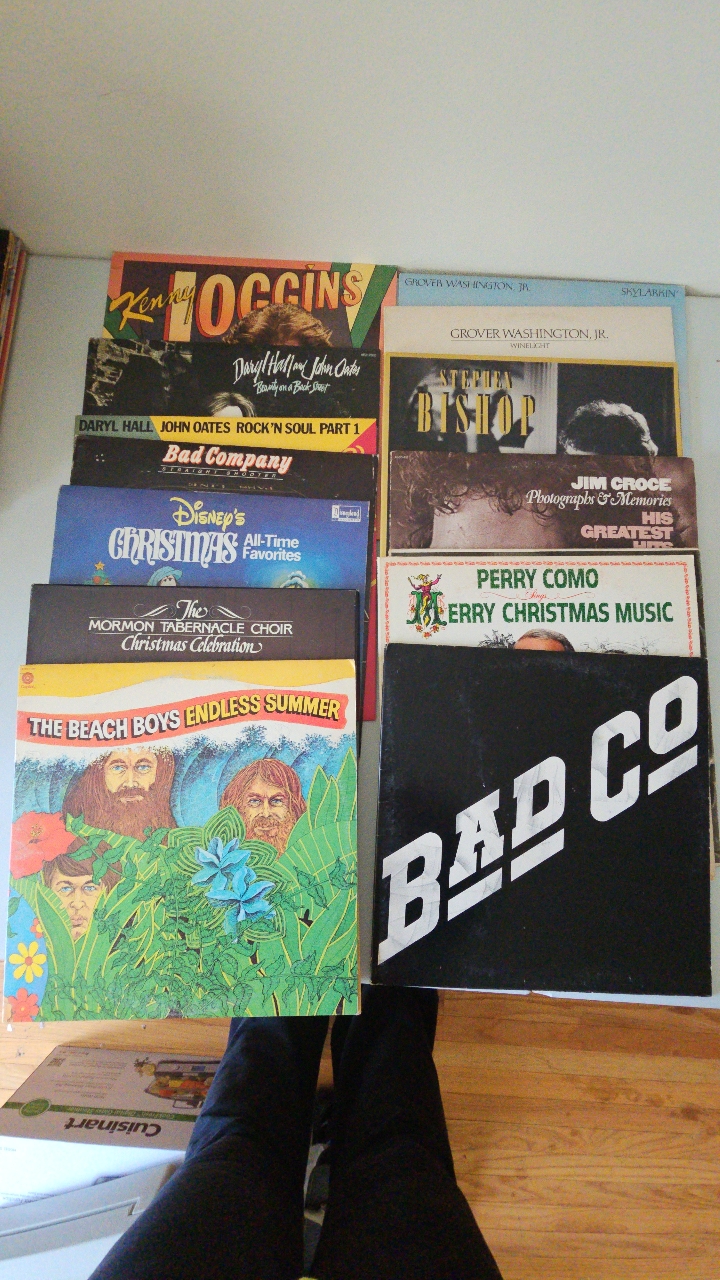 Kenny LOGGINS
Daryl Hall and John Oates
Beauty on a Back Street
DARYL HALL JOHN OATES ROCK'N SOUL PART 1
Bad Company
STRAIGHT SHOOTER
DISNEY'S
CHRISTMAS
All-Time
Favorites
Disneyland
The
MORMON TABERNACLE CHOIR
Christmas Celebration
THE BEACH BOYS ENDLESS SUMMER
GROVER WASHINGTON, JR. SKYLARKIN'
GROVER WASHINGTON, JR.
WINELIGHT
STEPHEN
BISHOP
JIM CROCE
Photographs & Memories
HIS
GREATEST
HITS
PERRY COMO
Sings
MERRY CHRISTMAS MUSIC
BAD CO
Cuisinart